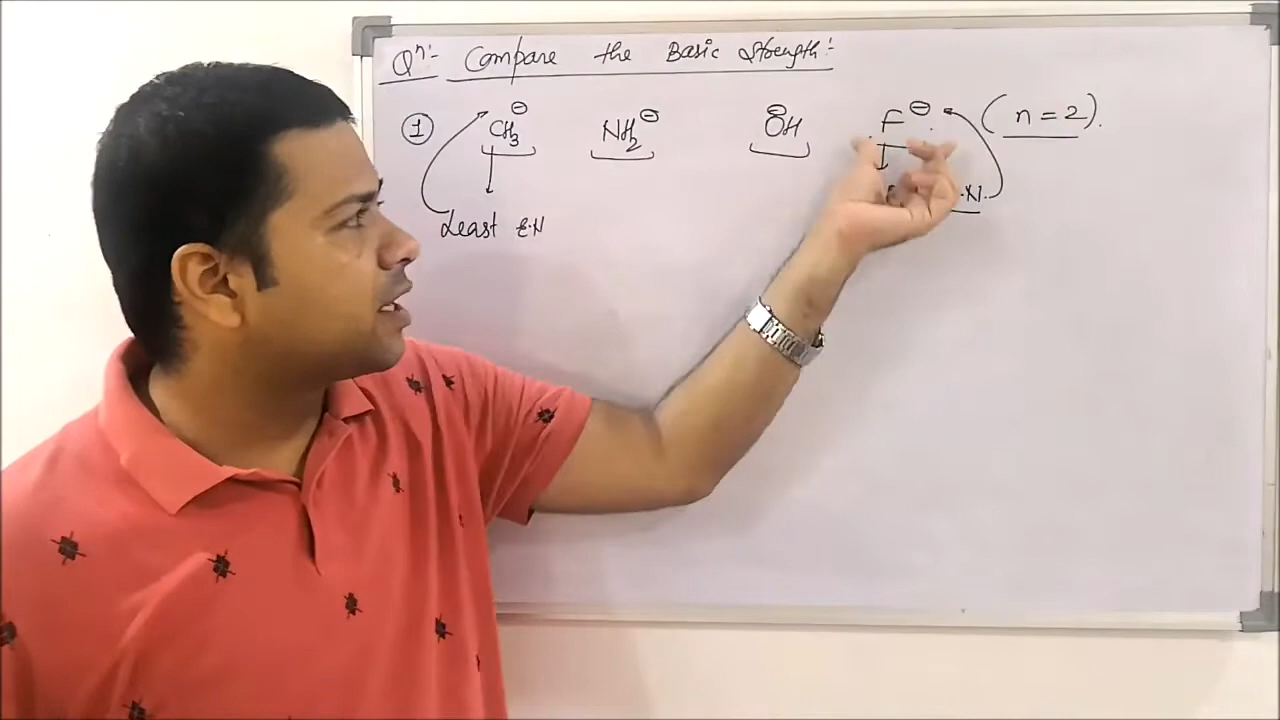 Qn:- Compare the Basic Strength:-
① CH₃⊖ NH₂⊖ ⊖OH F⊖ (n = 2).
.N.
Least E.N